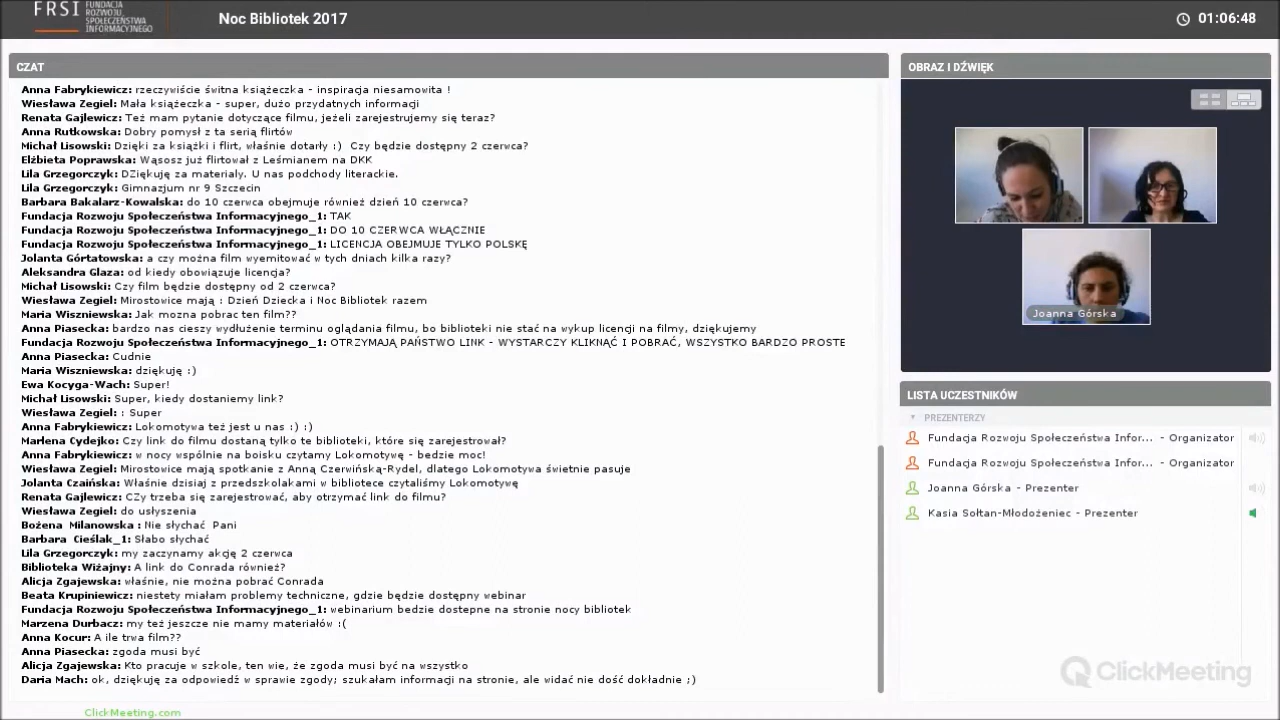 FRSI FUNDACJA
ROZWOJU
SPOŁECZEŃSTWA
INFORMACYJNEGO
Noc Bibliotek 2017
01:06:48
CZAT
Anna Fabrykiewicz: rzeczywiście świtna książeczka - inspiracja niesamowita !
Wiesława Zegiel: Mała książeczka - super, dużo przydatnych informacji
Renata Gajlewicz: Też mam pytanie dotyczące filmu, jeżeli zarejestrujemy się teraz?
Anna Rutkowska: Dobry pomysł z ta serią flirtów
Michał Lisowski: Dzięki za książki i flirt, właśnie dotarły :) Czy będzie dostępny 2 czerwca?
Elżbieta Poprawska: Wąsosz już flirtował z Leśmianem na DKK
Lila Grzegorczyk: DZiękuję za materialy. U nas podchody literackie.
Lila Grzegorczyk: Gimnazjum nr 9 Szczecin
Barbara Bakalarz-Kowalska: do 10 czerwca obejmuje również dzień 10 czerwca?
Fundacja Rozwoju Społeczeństwa Informacyjnego_1: TAK
Fundacja Rozwoju Społeczeństwa Informacyjnego_1: DO 10 CZERWCA WŁĄCZNIE
Fundacja Rozwoju Społeczeństwa Informacyjnego_1: LICENCJA OBEJMUJE TYLKO POLSKĘ
Jolanta Górtatowska: a czy można film wyemitować w tych dniach kilka razy?
Aleksandra Glaza: od kiedy obowiązuje licencja?
Michał Lisowski: Czy film będzie dostępny od 2 czerwca?
Wiesława Zegiel: Mirostowice mają : Dzień Dziecka i Noc Bibliotek razem
Maria Wiszniewska: Jak mozna pobrac ten film??
Anna Piasecka: bardzo nas cieszy wydłużenie terminu oglądania filmu, bo biblioteki nie stać na wykup licencji na filmy, dziękujemy
Fundacja Rozwoju Społeczeństwa Informacyjnego_1: OTRZYMAJĄ PAŃSTWO LINK - WYSTARCZY KLIKNĄĆ I POBRAĆ, WSZYSTKO BARDZO PROSTE
Anna Piasecka: Cudnie
Maria Wiszniewska: dziękuję :)
Ewa Kocyga-Wach: Super!
Michał Lisowski: Super, kiedy dostaniemy link?
Wiesława Zegiel: : Super
Anna Fabrykiewicz: Lokomotywa też jest u nas :) :)
Marlena Cydejko: Czy link do filmu dostaną tylko te biblioteki, które się zarejestrował?
Anna Fabrykiewicz: w nocy wspólnie na boisku czytamy Lokomotywę - bedzie moc!
Wiesława Zegiel: Mirostowice mają spotkanie z Anną Czerwińską-Rydel, dlatego Lokomotywa świetnie pasuje
Jolanta Czaińska: Właśnie dzisiaj z przedszkolakami w bibliotece czytaliśmy Lokomotywę
Renata Gajlewicz: CZy trzeba się zarejestrować, aby otrzymać link do filmu?
Wiesława Zegiel: do usłyszenia
Bożena Milanowska : Nie słychać Pani
Barbara Cieślak_1: Słabo słychać
Lila Grzegorczyk: my zaczynamy akcję 2 czerwca
Biblioteka Wiżajny: A link do Conrada również?
Alicja Zgajewska: właśnie, nie można pobrać Conrada
Beata Krupiniewicz: niestety miałam problemy techniczne, gdzie będzie dostępny webinar
Fundacja Rozwoju Społeczeństwa Informacyjnego_1: webinarium bedzie dostepne na stronie nocy bibliotek
Marzena Durbacz: my też jeszcze nie mamy materiałów :(
Anna Kocur: A ile trwa film??
Anna Piasecka: zgoda musi być
Alicja Zgajewska: Kto pracuje w szkole, ten wie, że zgoda musi być na wszystko
Daria Mach: ok, dziękuję za odpowiedź w sprawie zgody; szukałam informacji na stronie, ale widać nie dość dokładnie ;)
ClickMeeting.com
OBRAZ I DŹWIĘK
Joanna Górska
LISTA UCZESTNIKÓW
PREZENTERZY
Fundacja Rozwoju Społeczeństwa Infor... - Organizator
Fundacja Rozwoju Społeczeństwa Infor... - Organizator
Joanna Górska - Prezenter
Kasia Sołtan-Młodożeniec - Prezenter
ClickMeeting